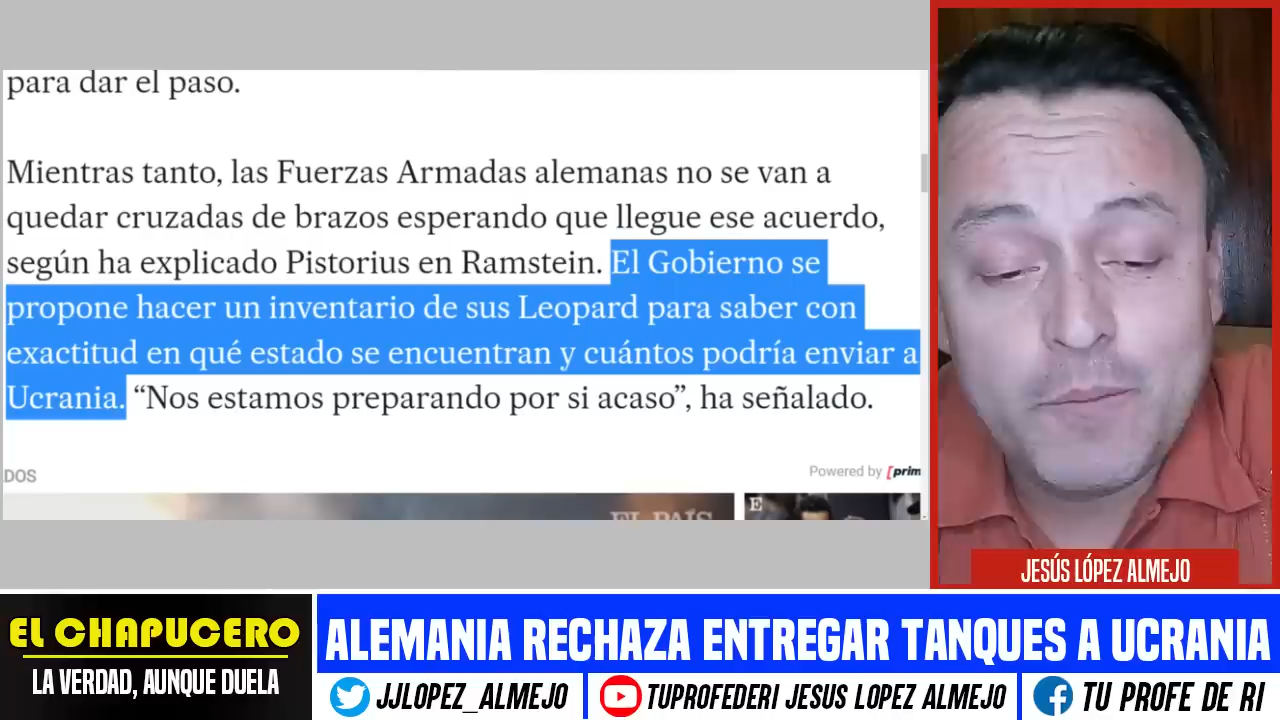 para dar el paso.
Mientras tanto, las Fuerzas Armadas alemanas no se van a
quedar cruzadas de brazos esperando que llegue ese acuerdo,
según ha explicado Pistorius en Ramstein. El Gobierno se
propone hacer un inventario de sus Leopard para saber con
exactitud en qué estado se encuentran y cuántos podría enviar a
Ucrania. “Nos estamos preparando por si acaso”, ha señalado.
DOS
Powered by [prim
EL PAÍS
E
JESÚS LÓPEZ ALMEJO
EL CHAPUCERO
LA VERDAD, AUNQUE DUELA
ALEMANIA RECHAZA ENTREGAR TANQUES A UCRANIA
JJLOPEZ_ALMEJO
TUPROFEDERI JESUS LOPEZ ALMEJO
TU PROFE DE RI